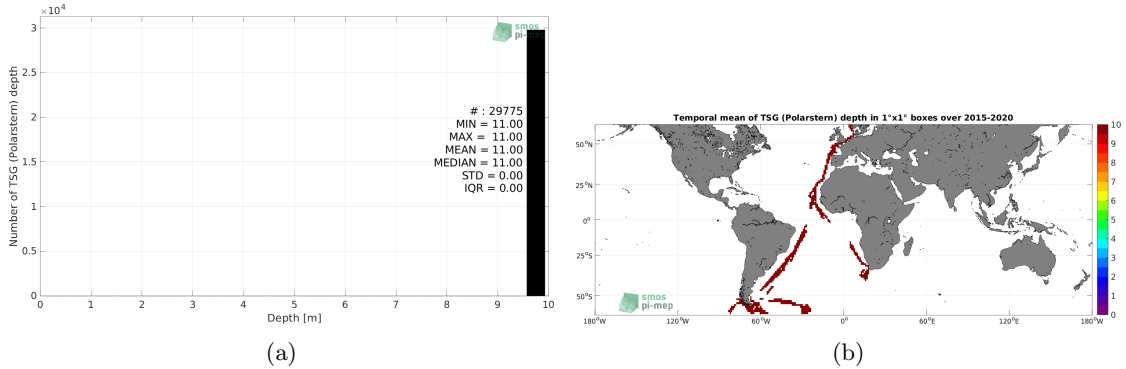 ×10⁴
3
2.5
2
1.5
1
0.5
0
Number of TSG (Polarstern) depth
smos
pi-mep
# : 29775
MIN = 11.00
MAX = 11.00
MEAN = 11.00
MEDIAN = 11.00
STD = 0.00
IQR = 0.00
0 1 2 3 4 5 6 7 8 9 10
Depth [m]
(a)
Temporal mean of TSG (Polarstern) depth in 1°x1° boxes over 2015-2020
50°N
25°N
0°
25°S
50°S
180°W 120°W 60°W 0° 60°E 120°E 180°W
smos
pi-mep
10
9
8
7
6
5
4
3
2
1
0
(b)